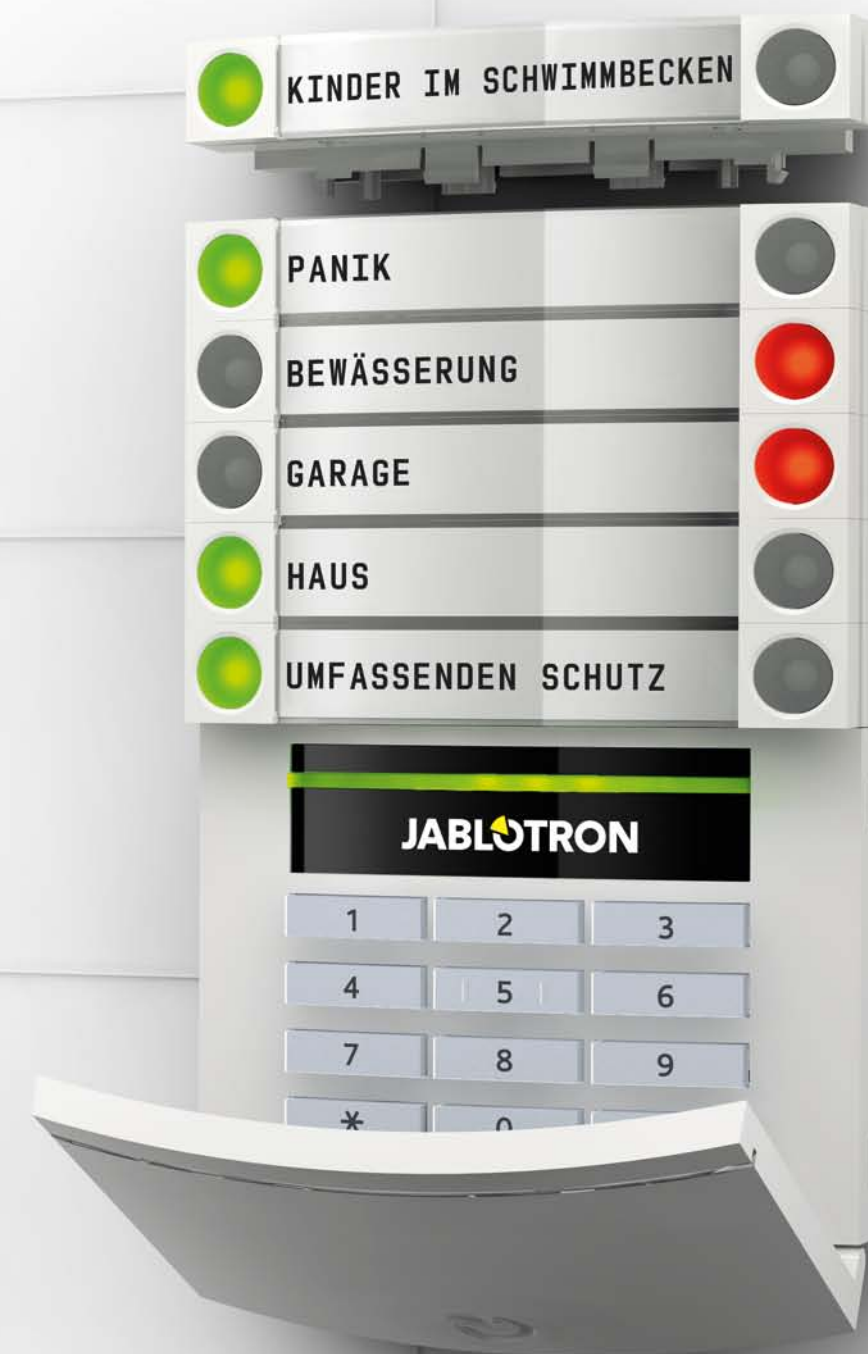 KINDER IM SCHWIMMBECKEN
PANIK
BEWÄSSERUNG
GARAGE
HAUS
UMFASSENDEN SCHUTZ
JABLOTRON
1 2 3
4 5 6
7 8 9
* 0